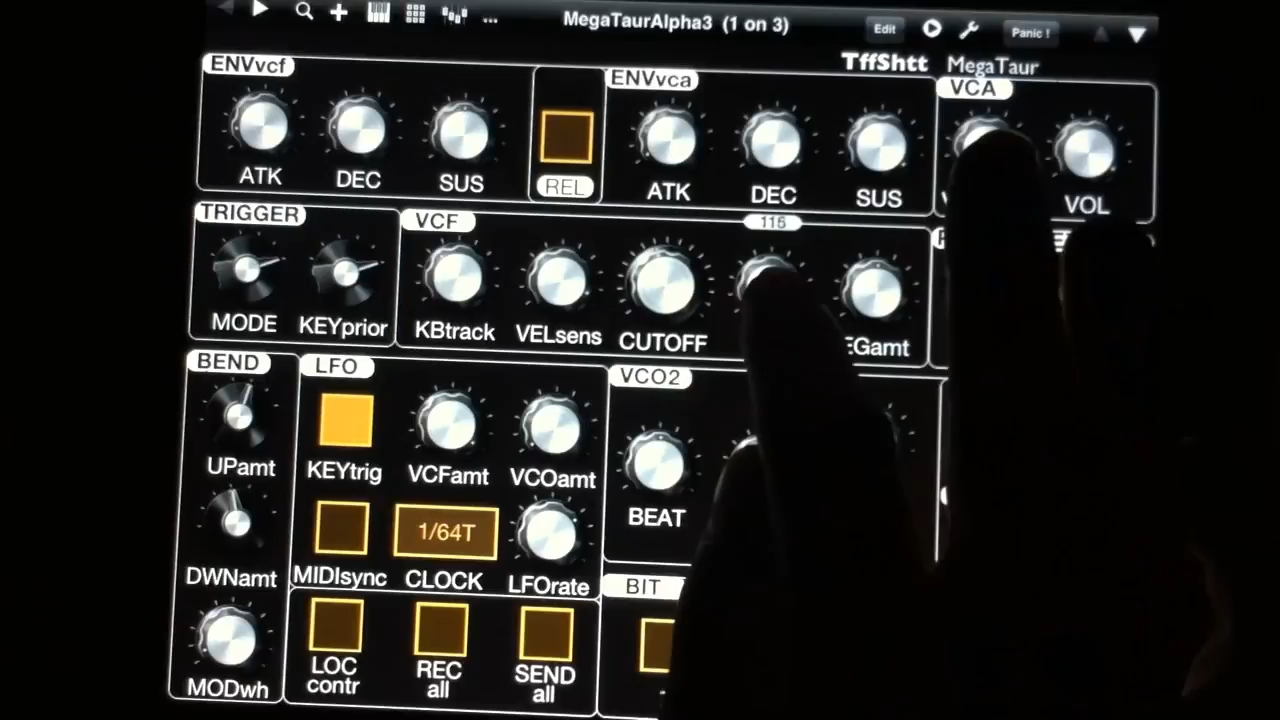 MegaTaurAlpha3 (1 on 3)
Edit
Panic !
TffShtt MegaTaur
ENVvcf
ATK DEC SUS
REL
ENVvca
ATK DEC SUS
VCA
VOL
TRIGGER
MODE KEYprior
VCF
116
KBtrack VELsens CUTOFF EGamt
BEND
UPamt
DWNamt
MODwh
LFO
KEYtrig VCFamt VCOamt
1/64T
MIDIsync CLOCK LFOrate
LOC
contr
REC
all
SEND
all
VCO2
BEAT
BIT